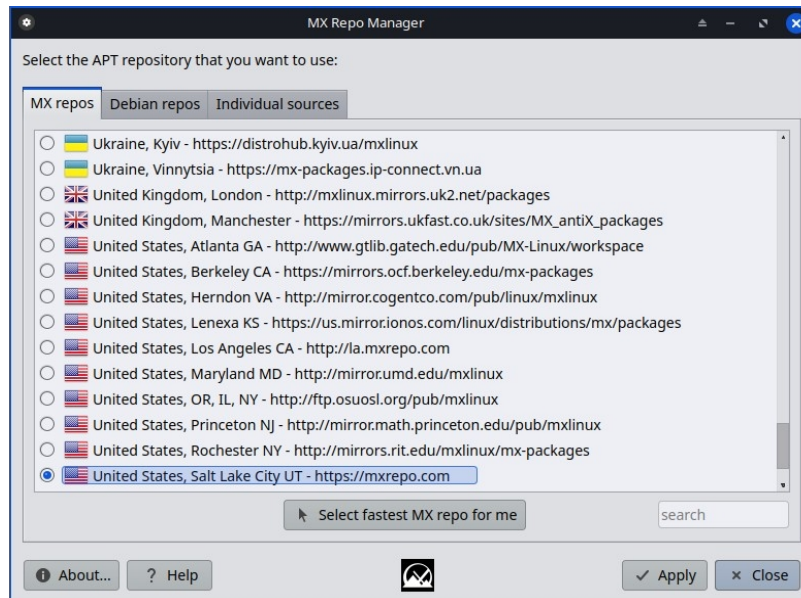 MX Repo Manager
Select the APT repository that you want to use:
MX repos Debian repos Individual sources
Ukraine, Kyiv - https://distrohub.kyiv.ua/mxlinux
Ukraine, Vinnytsia - https://mx-packages.ip-connect.vn.ua
United Kingdom, London - http://mxlinux.mirrors.uk2.net/packages
United Kingdom, Manchester - https://mirrors.ukfast.co.uk/sites/MX_antiX_packages
United States, Atlanta GA - http://www.gtlib.gatech.edu/pub/MX-Linux/workspace
United States, Berkeley CA - https://mirrors.ocf.berkeley.edu/mx-packages
United States, Herndon VA - http://mirror.cogentco.com/pub/linux/mxlinux
United States, Lenexa KS - https://us.mirror.ionos.com/linux/distributions/mx/packages
United States, Los Angeles CA - http://la.mxrepo.com
United States, Maryland MD - http://mirror.umd.edu/mxlinux
United States, OR, IL, NY - http://ftp.osuosl.org/pub/mxlinux
United States, Princeton NJ - http://mirror.math.princeton.edu/pub/mxlinux
United States, Rochester NY - http://mirrors.rit.edu/mxlinux/mx-packages
United States, Salt Lake City UT - https://mxrepo.com
Select fastest MX repo for me
search
About... ? Help Apply Close